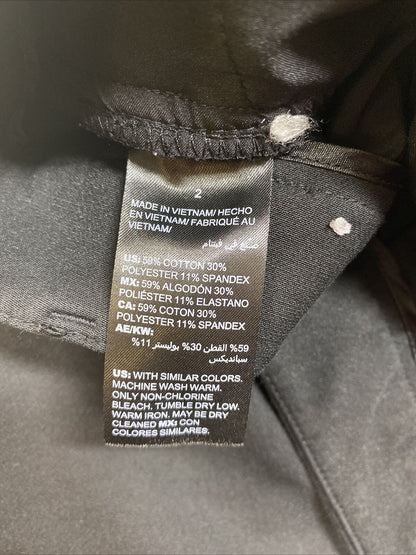 2
MADE IN VIETNAM/ HECHO
EN VIETNAM/ FABRIQUÉ AU
VIETNAM/
صنع في فيتنام
US: 59% COTTON 30%
POLYESTER 11% SPANDEX
MX: 59% ALGODÓN 30%
POLIÉSTER 11% ELASTANO
CA: 59% COTON 30%
POLYESTER 11% SPANDEX
AE/KW:
59% القطن 30% بوليستر 11%
سبانديكس
US: WITH SIMILAR COLORS.
MACHINE WASH WARM.
ONLY NON-CHLORINE
BLEACH. TUMBLE DRY LOW.
WARM IRON. MAY BE DRY
CLEANED MX: CON
COLORES SIMILARES.